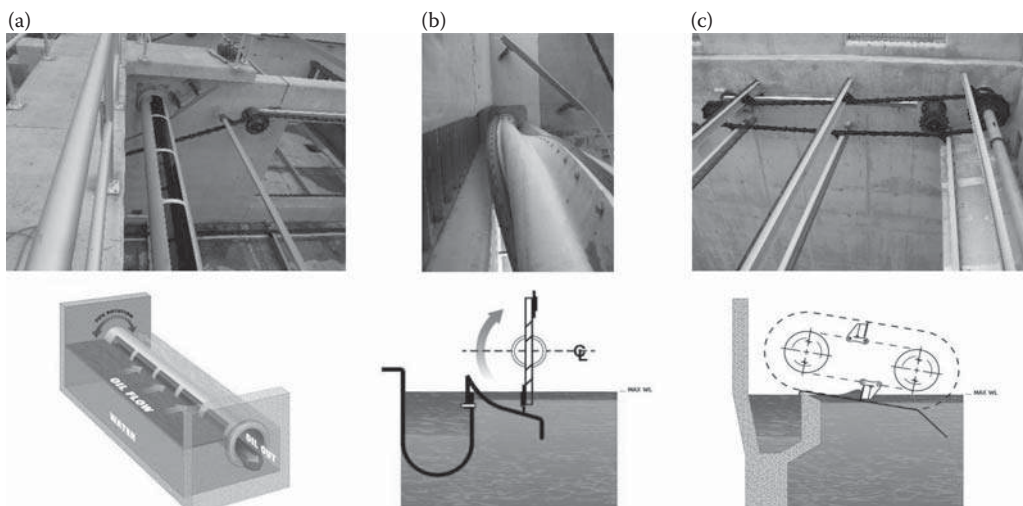 (a)
(b)
(c)
OIL FLOW
WATER
OIL OUT
℄
MAX WL
MAX WL